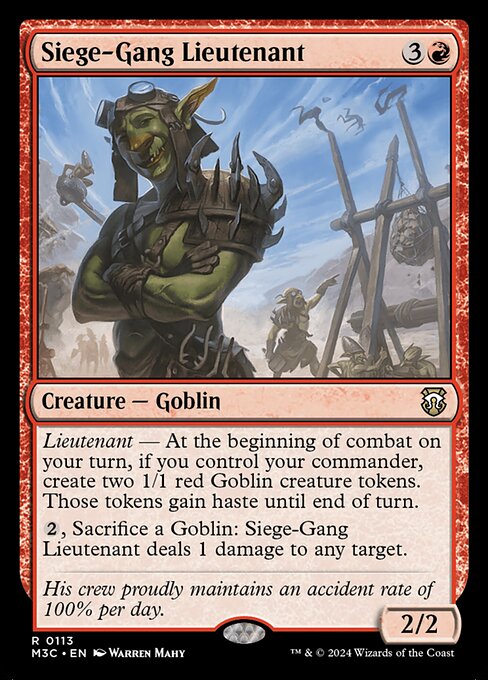 Siege-Gang Lieutenant 3
Creature — Goblin
Lieutenant — At the beginning of combat on
your turn, if you control your commander,
create two 1/1 red Goblin creature tokens.
Those tokens gain haste until end of turn.
2, Sacrifice a Goblin: Siege-Gang
Lieutenant deals 1 damage to any target.
His crew proudly maintains an accident rate of
100% per day.
2/2
R 0113
M3C • EN Warren Mahy ™ & © 2024 Wizards of the Coast